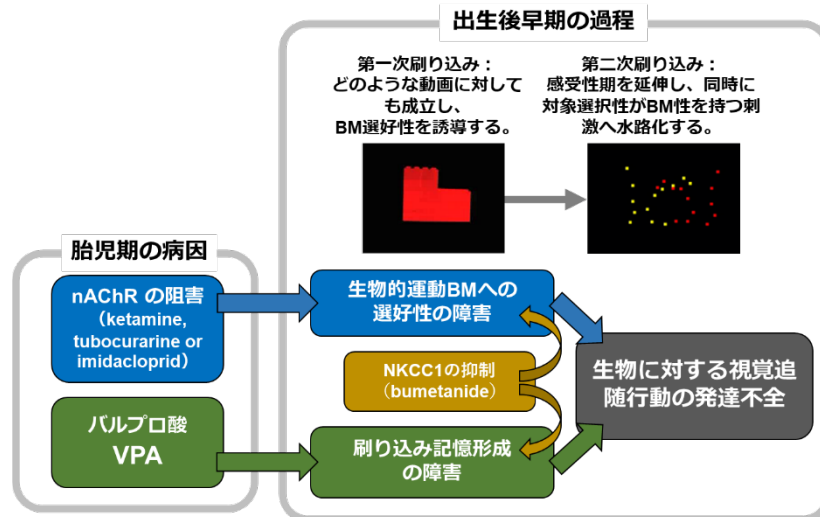 出生後早期の過程
第一次刷り込み：
どのような動画に対して
も成立し、
BM選好性を誘導する。
第二次刷り込み：
感受性期を延伸し、同時に
対象選択性がBM性を持つ刺
激へ水路化する。
胎児期の病因
nAChR の阻害
（ketamine,
tubocurarine or
imidacloprid）
生物的運動BMへの
選好性の障害
NKCC1の抑制
（bumetanide）
生物に対する視覚追
随行動の発達不全
バルプロ酸
VPA
刷り込み記憶形成
の障害